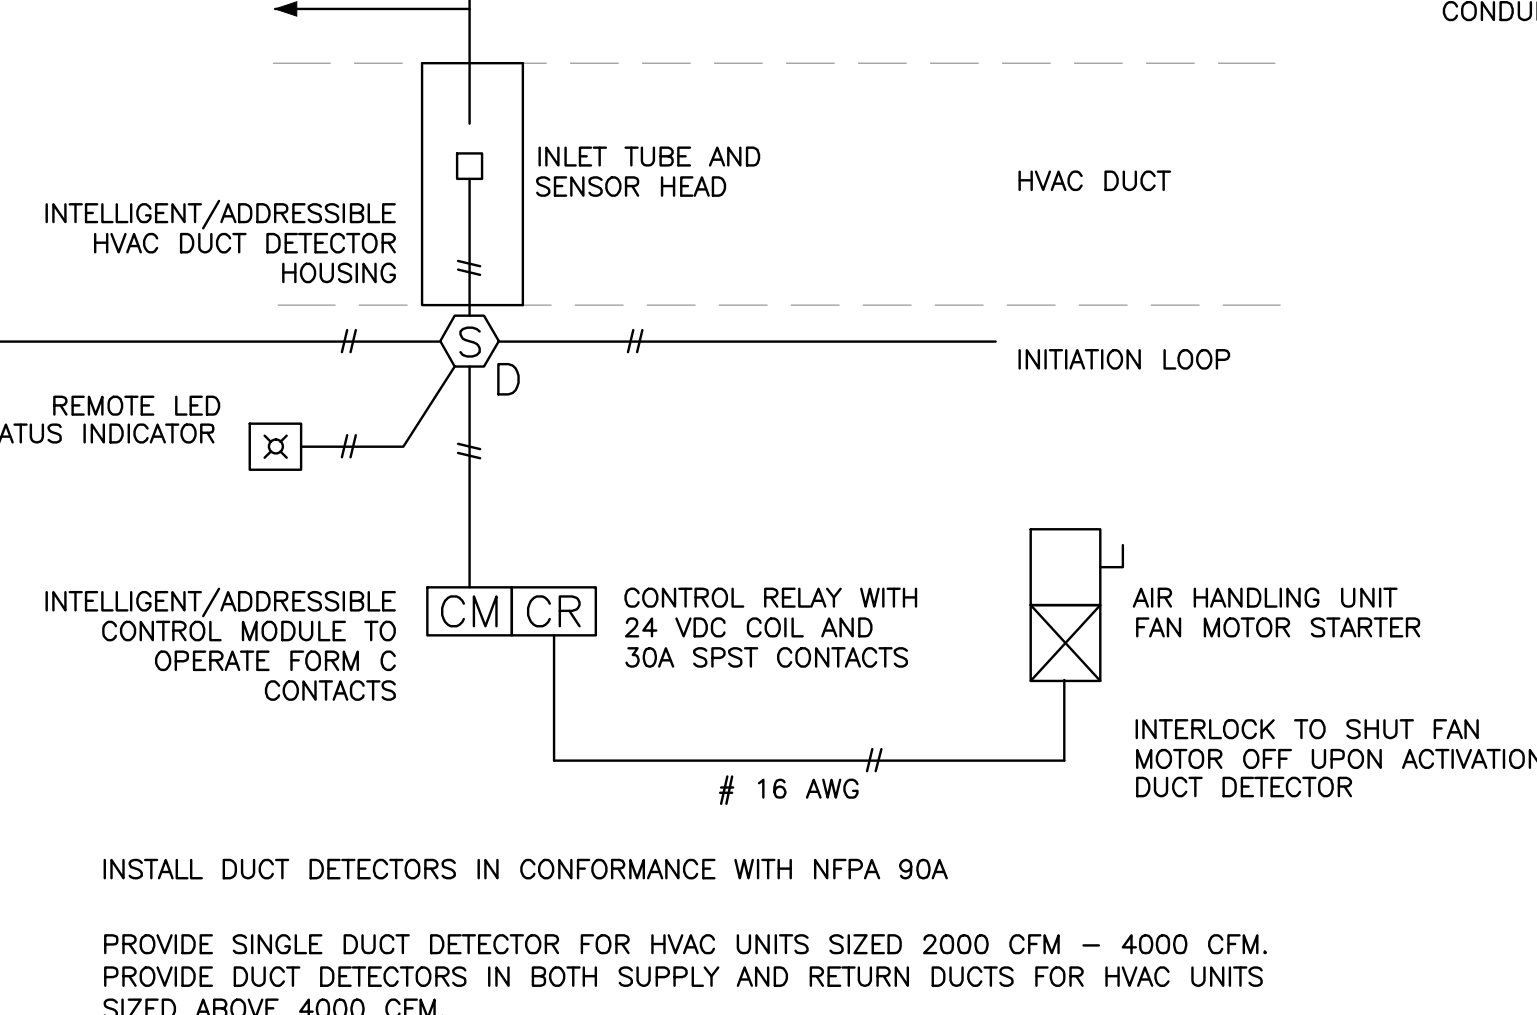 CONDU
INLET TUBE AND
SENSOR HEAD
HVAC DUCT
INTELLIGENT/ADDRESSIBLE
HVAC DUCT DETECTOR
HOUSING
S
D
INITIATION LOOP
REMOTE LED
ATUS INDICATOR
INTELLIGENT/ADDRESSIBLE
CONTROL MODULE TO
OPERATE FORM C
CONTACTS
CM CR
CONTROL RELAY WITH
24 VDC COIL AND
30A SPST CONTACTS
AIR HANDLING UNIT
FAN MOTOR STARTER
INTERLOCK TO SHUT FAN
MOTOR OFF UPON ACTIVATION
DUCT DETECTOR
# 16 AWG
INSTALL DUCT DETECTORS IN CONFORMANCE WITH NFPA 90A
PROVIDE SINGLE DUCT DETECTOR FOR HVAC UNITS SIZED 2000 CFM – 4000 CFM.
PROVIDE DUCT DETECTORS IN BOTH SUPPLY AND RETURN DUCTS FOR HVAC UNITS
SIZED ABOVE 4000 CFM.